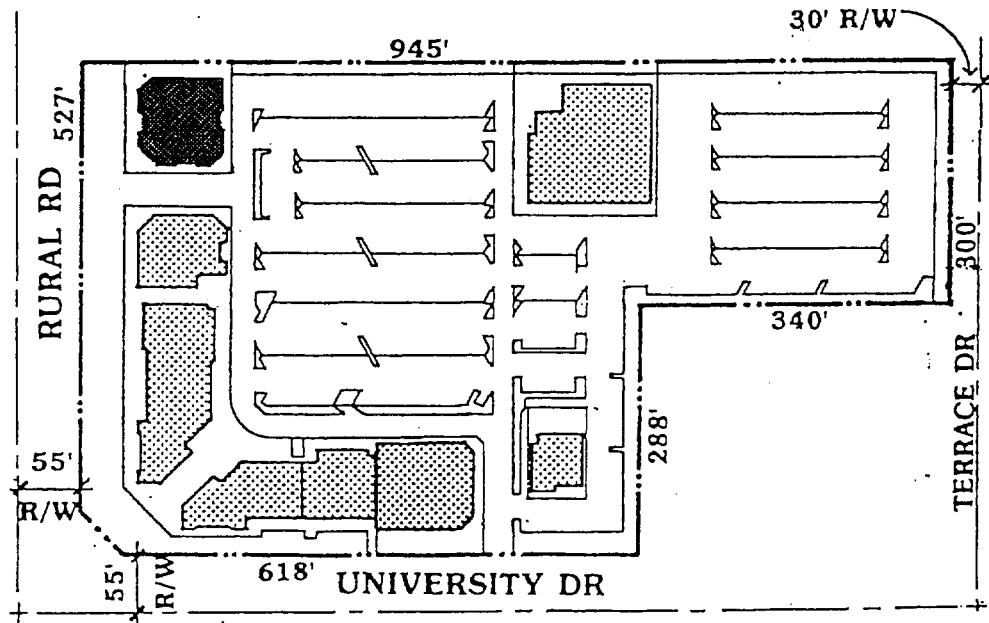 30' R/W
945'
527'
RURAL RD
300'
340'
TERRACE DR
288'
55'
R/W
55'
R/W
618'
UNIVERSITY DR